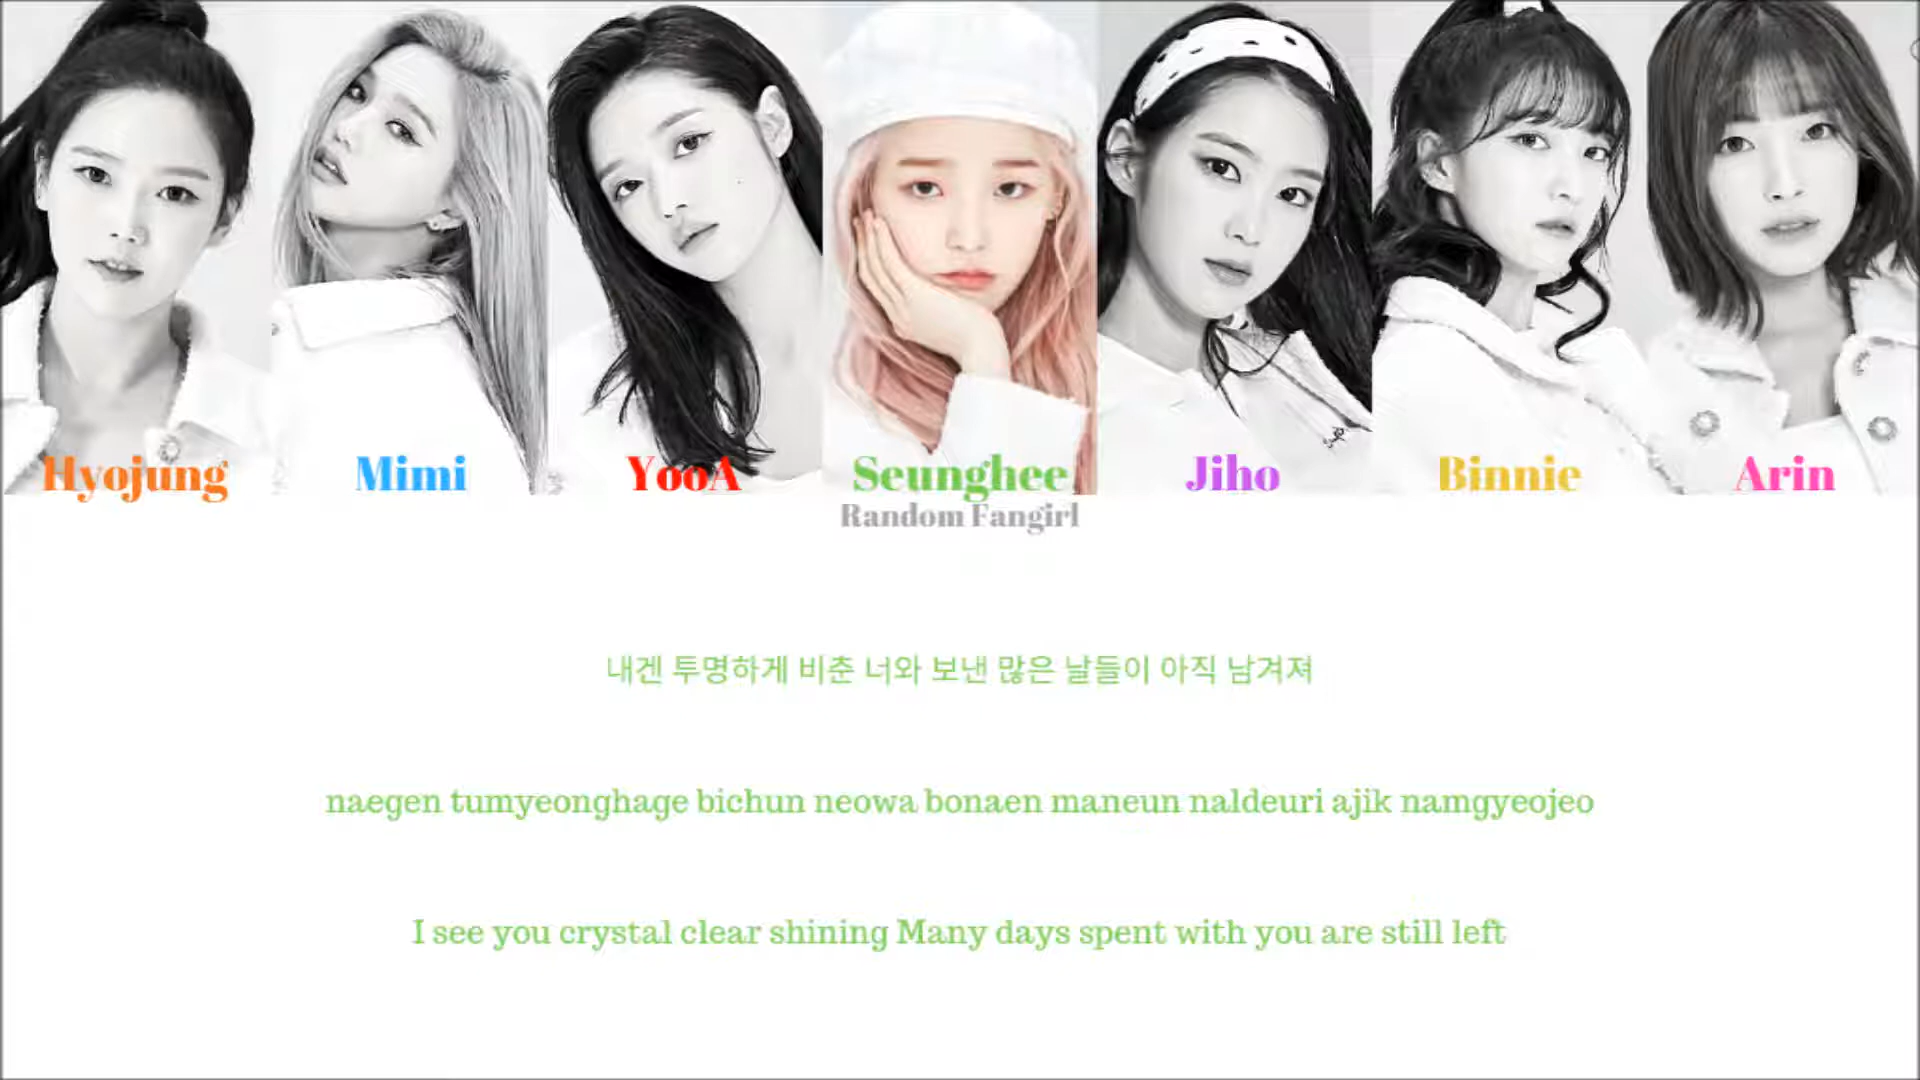 Hyojung Mimi YooA Seunghee Jiho Binnie Arin
Random Fangirl
내겐 투명하게 비춘 너와 보낸 많은 날들이 아직 남겨져
naegen tumyeonghage bichun neowa bonaen maneun naldeuri ajik namgyeojeo
I see you crystal clear shining Many days spent with you are still left